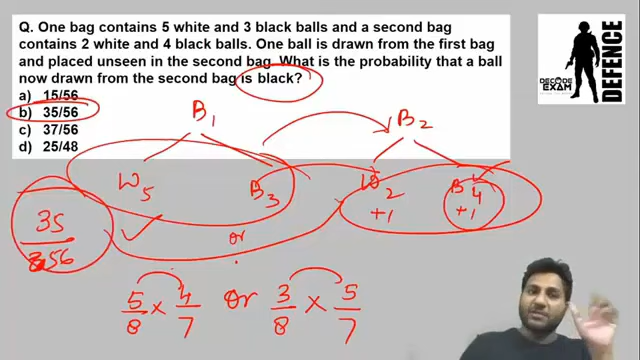 Q. One bag contains 5 white and 3 black balls and a second bag
contains 2 white and 4 black balls. One ball is drawn from the first bag
and placed unseen in the second bag. What is the probability that a ball
now drawn from the second bag is black?
a) 15/56
b) 35/56
c) 37/56
d) 25/48
DECODE EXAM
DEFENCE
B1 B2
W5 B3 W2 B4
+1 +1
35/56
or
5/8 × 4/7 or 3/8 × 5/7